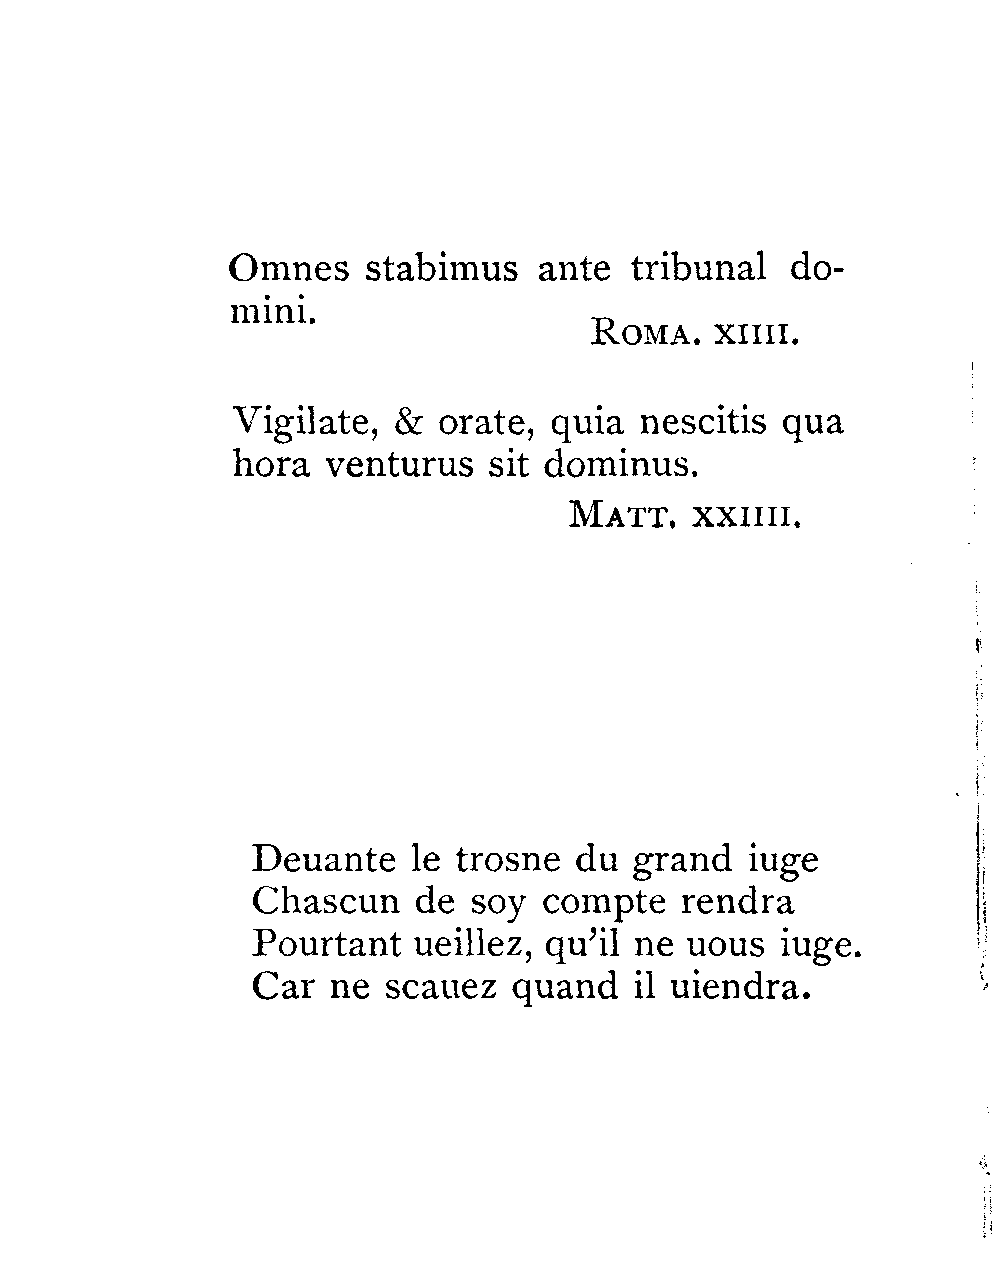 Omnes stabimus ante tribunal do-
mini.
ROMA. XIIII.
Vigilate, & orate, quia nescitis qua
hora venturus sit dominus.
MATT. XXIIII.
Deuante le trosne du grand iuge
Chascun de soy compte rendra
Pourtant ueillez, qu'il ne uous iuge.
Car ne scauez quand il uiendra.